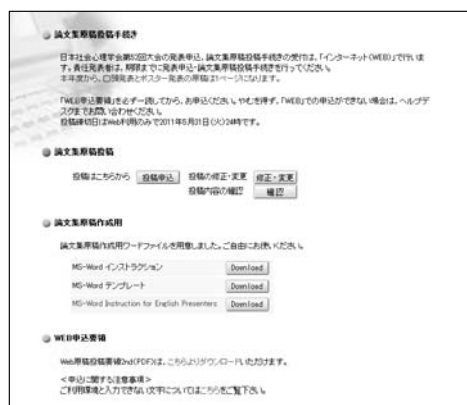 論文集原稿投稿手続き
日本社会心理学会第52回大会の発表申込、論文集原稿投稿手続きの受付は、「インターネット(WEB)」で行いま
す。責任発表者は、期限までに発表申込・論文集原稿投稿手続きを行ってください。
本年度から、口頭発表とポスター発表の原稿は1ページになります。
「WEB申込要領」を必ず一読してから、お申込ください。やむを得ず、「WEB」での申込ができない場合は、ヘルプデ
スクまでお問い合わせください。
投稿締切日はWeb利用のみで2011年5月31日(火)24時です。
論文集原稿投稿
投稿はこちらから 投稿申込 投稿の修正・変更 修正・変更
投稿内容の確認 確認
論文集原稿作成用
論文集原稿作成用ワードファイルを用意しました。ご自由にお使いください。
MS-Word インストラクション Download
MS-Word テンプレート Download
MS-Word Instruction for English Presenters Download
WEB申込要領
Web原稿投稿要領2nd(PDF)は、こちらよりダウンロードいただけます。
＜申込に関する注意事項＞
ご利用環境と入力できない文字についてはこちらをご覧下さい。